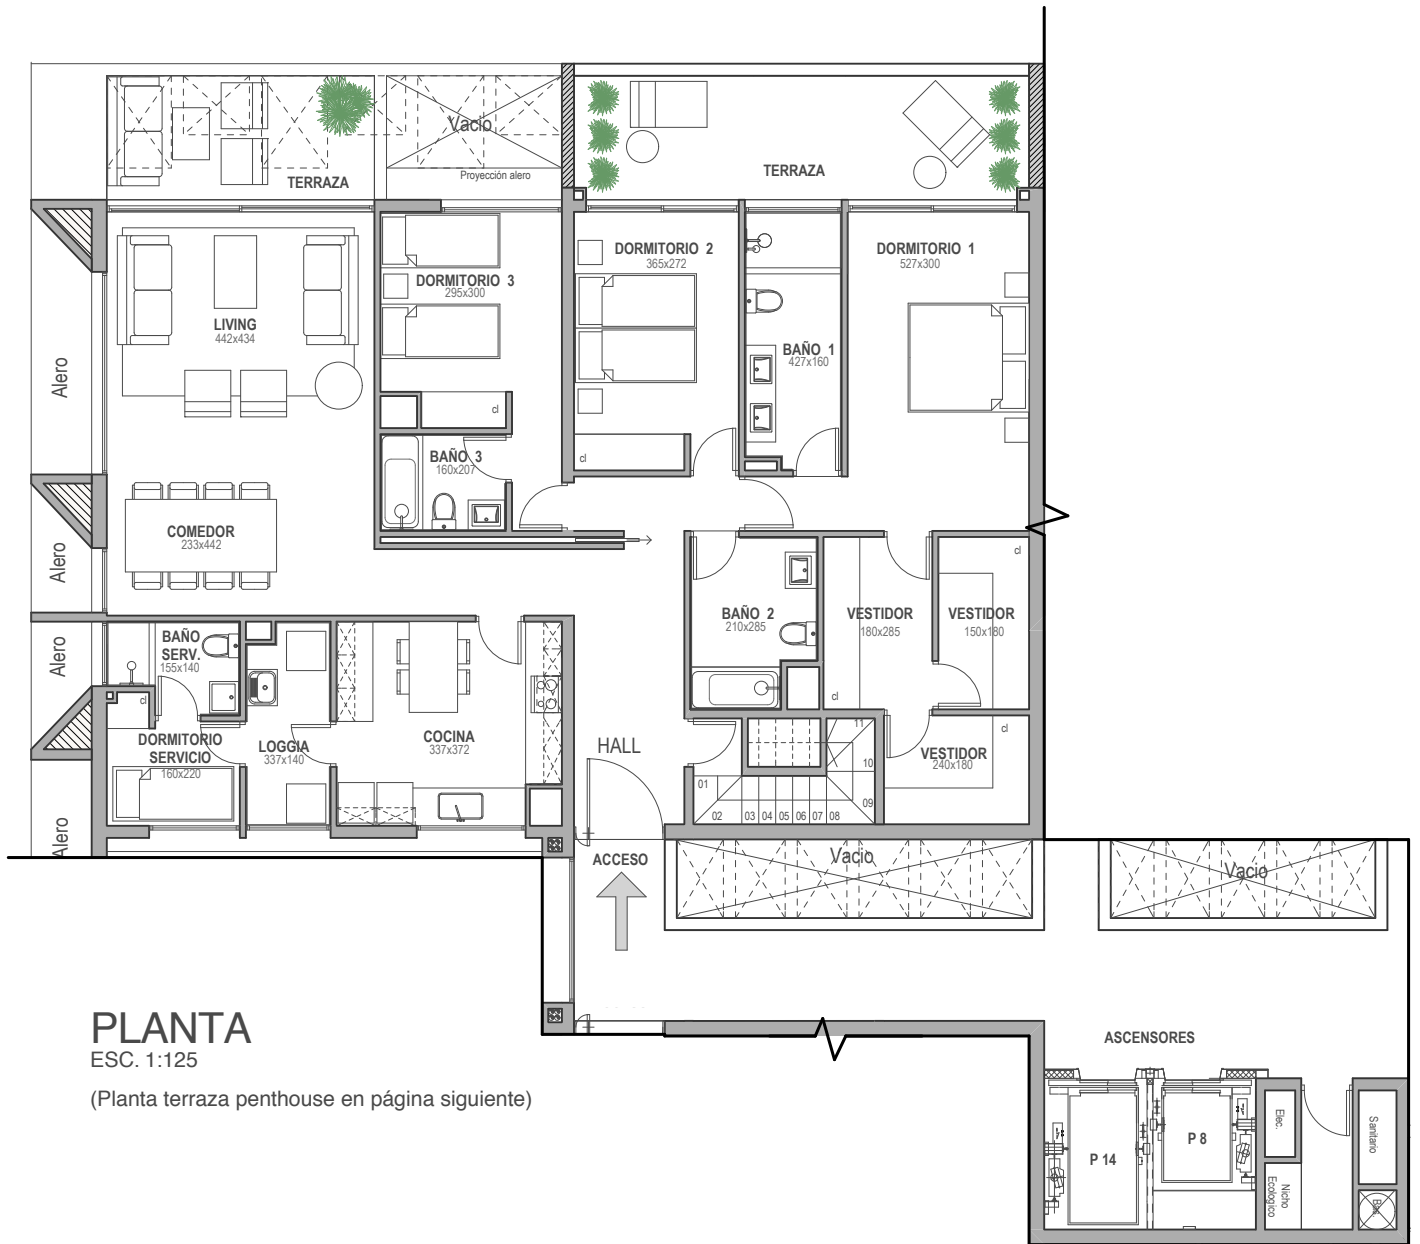 Vacio
Proyección alero
TERRAZA
TERRAZA
DORMITORIO 2
365x272
DORMITORIO 1
527x300
DORMITORIO 3
295x300
LIVING
442x434
BAÑO 1
427x160
Alero
cl
cl
BAÑO 3
160x207
COMEDOR
233x442
Alero
cl
BAÑO 2
210x285
VESTIDOR
180x285
VESTIDOR
150x180
Alero
BAÑO
SERV.
155x140
cl
cl
cl
DORMITORIO
SERVICIO
160x220
LOGGIA
337x140
COCINA
337x372
HALL
VESTIDOR
240x180
01
02
03
04
05
06
07
08
09
10
11
Alero
ACCESO
Vacio
Vacio
PLANTA
ESC. 1:125
(Planta terraza penthouse en página siguiente)
ASCENSORES
P 14
P 8
Elec.
Nicho
Ecologico
Sanitario